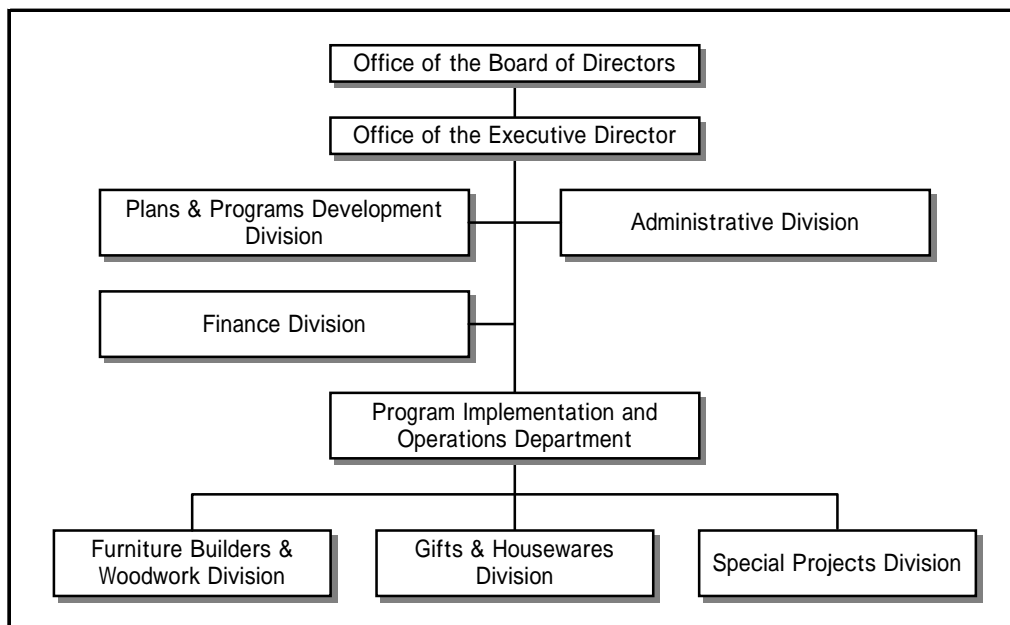 Office of the Board of Directors
Office of the Executive Director
Plans & Programs Development
Division
Administrative Division
Finance Division
Program Implementation and
Operations Department
Furniture Builders &
Woodwork Division
Gifts & Housewares
Division
Special Projects Division